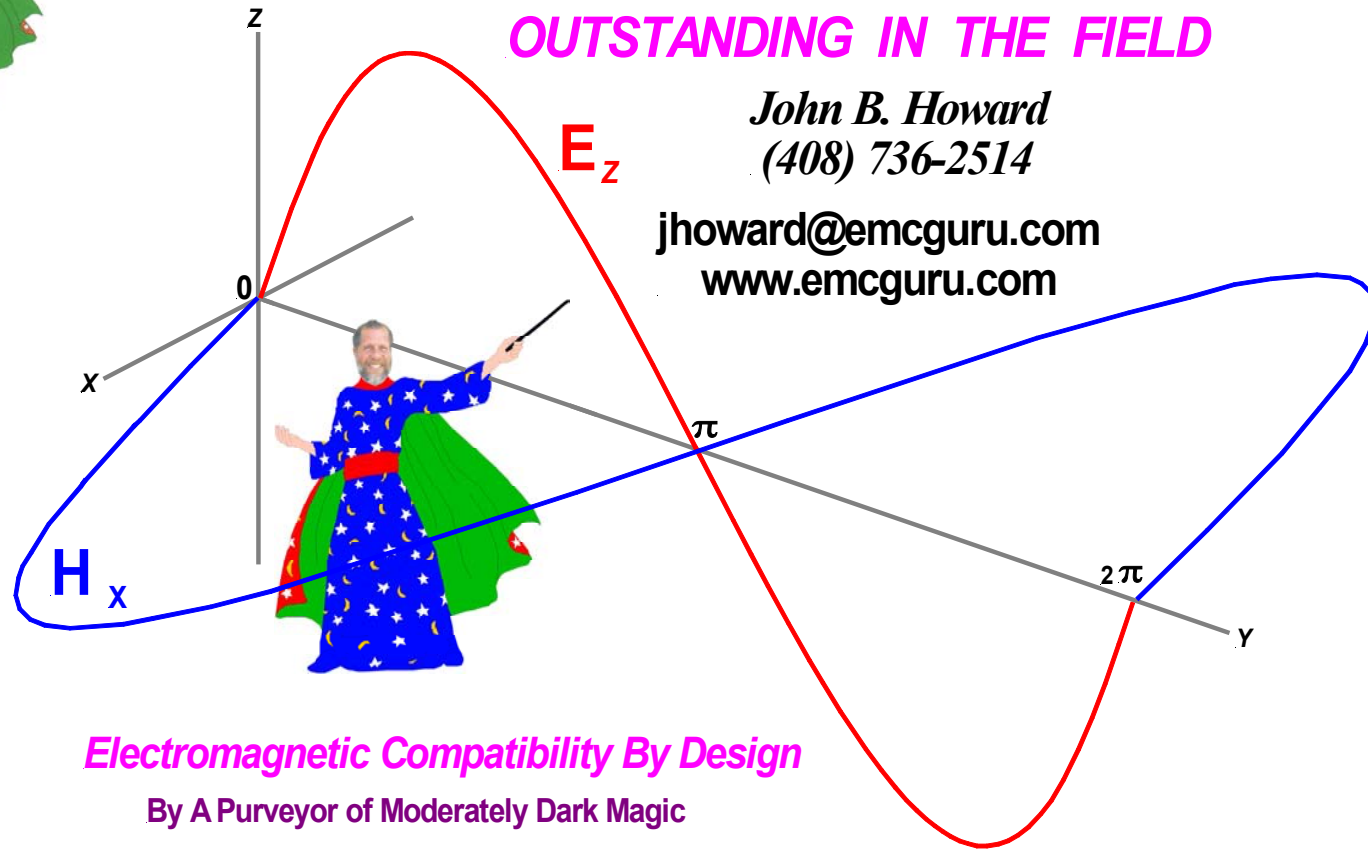 Z
OUTSTANDING IN THE FIELD
John B. Howard
(408) 736-2514
E Z
jhoward@emcguru.com
www.emcguru.com
0
X
π
H X
2 π
Y
Electromagnetic Compatibility By Design
By A Purveyor of Moderately Dark Magic